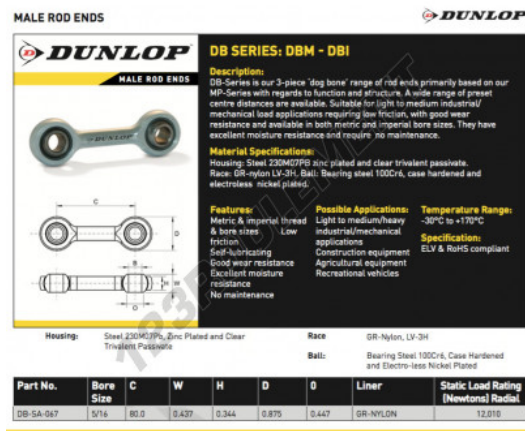 MALE ROD ENDS
DUNLOP
DUNLOP
MALE ROD ENDS
DB SERIES: DBM - DBI
Description:
DB-Series is our 3-piece 'dog bone' range of rod ends primarily based on our
MP-Series with regards to function and structure. A wide range of preset
centre distances are available. Suitable for light to medium industrial/
mechanical load applications requiring low friction, with good wear
resistance and available in both metric and imperial bore sizes. They have
excellent moisture resistance and require no maintenance.
Material Specifications:
Housing: Steel 230M07PB zinc plated and clear trivalent passivate.
Race: GR-nylon LV-3H. Ball: Bearing steel 100Cr6, case hardened and
electroless nickel plated.
DUNLOP
Features:
Metric & imperial thread
& bore sizes Low
friction
Self-lubricating
Good wear resistance
Excellent moisture
resistance
No maintenance
Possible Applications:
Light to medium/heavy
industrial/mechanical
applications
Construction equipment
Agricultural equipment
Recreational vehicles
Temperature Range:
-30°C to +170°C
Specification:
ELV & RoHS compliant
C
D
B
H
W
O
Housing: Steel 230M07Pb, Zinc Plated and Clear
Trivalent Passivate
Race GR-Nylon, LV-3H
Ball: Bearing Steel 100Cr6, Case Hardened
and Electro-less Nickel Plated
Part No. Bore Size C W H D 0 Liner Static Load Rating (Newtons) Radial
DB-SA-067 5/16 80.0 0.437 0.344 0.875 0.447 GR-NYLON 12,010